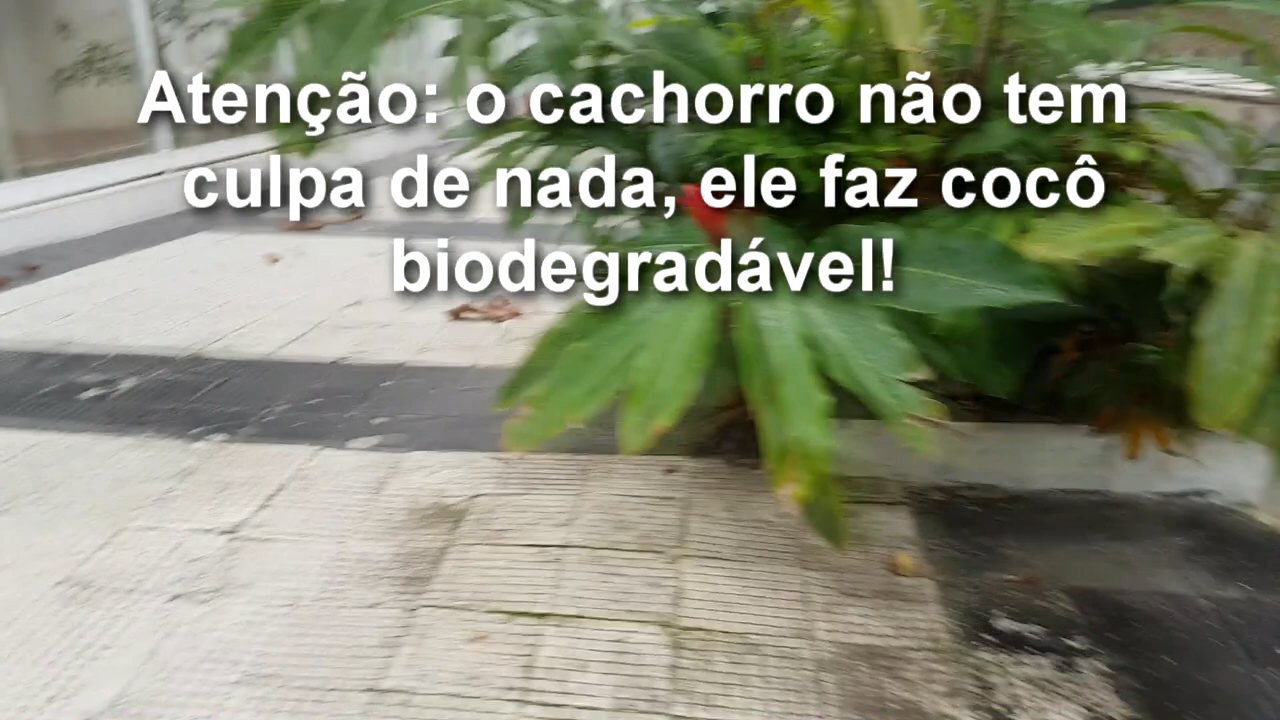 Atenção: o cachorro não tem
culpa de nada, ele faz cocô
biodegradável!